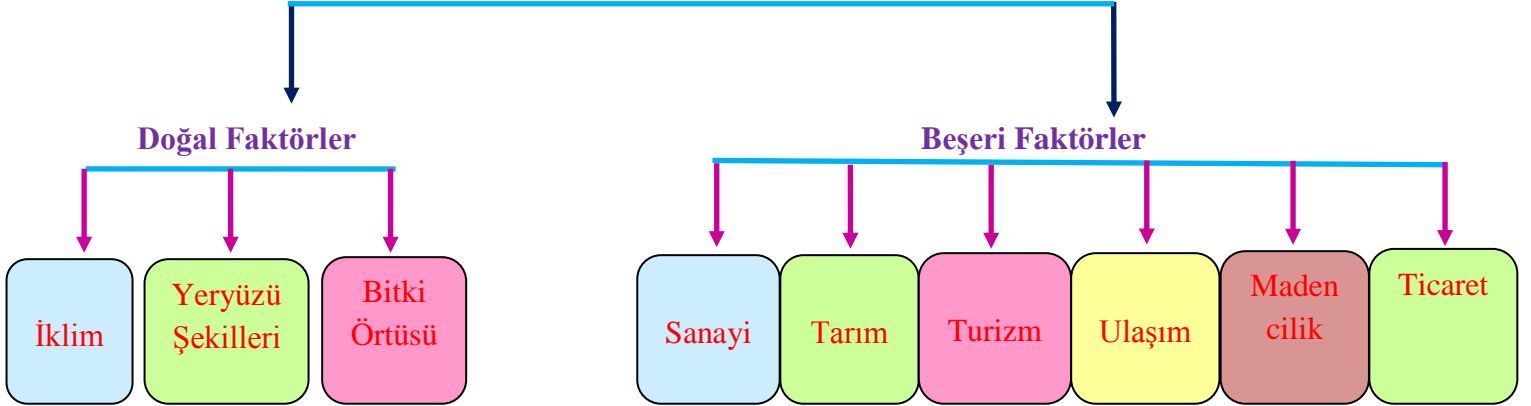 Doğal Faktörler
Beşeri Faktörler
İklim
Yeryüzü
Şekilleri
Bitki
Örtüsü
Sanayi
Tarım
Turizm
Ulaşım
Maden
cilik
Ticaret